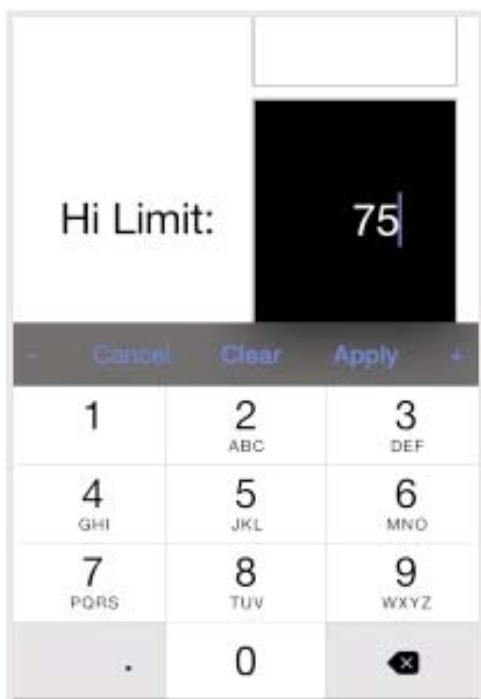 Hi Limit: 75
- Cancel Clear Apply +
1 2 3
ABC DEF
4 5 6
GHI JKL MNO
7 8 9
PQRS TUV WXYZ
. 0